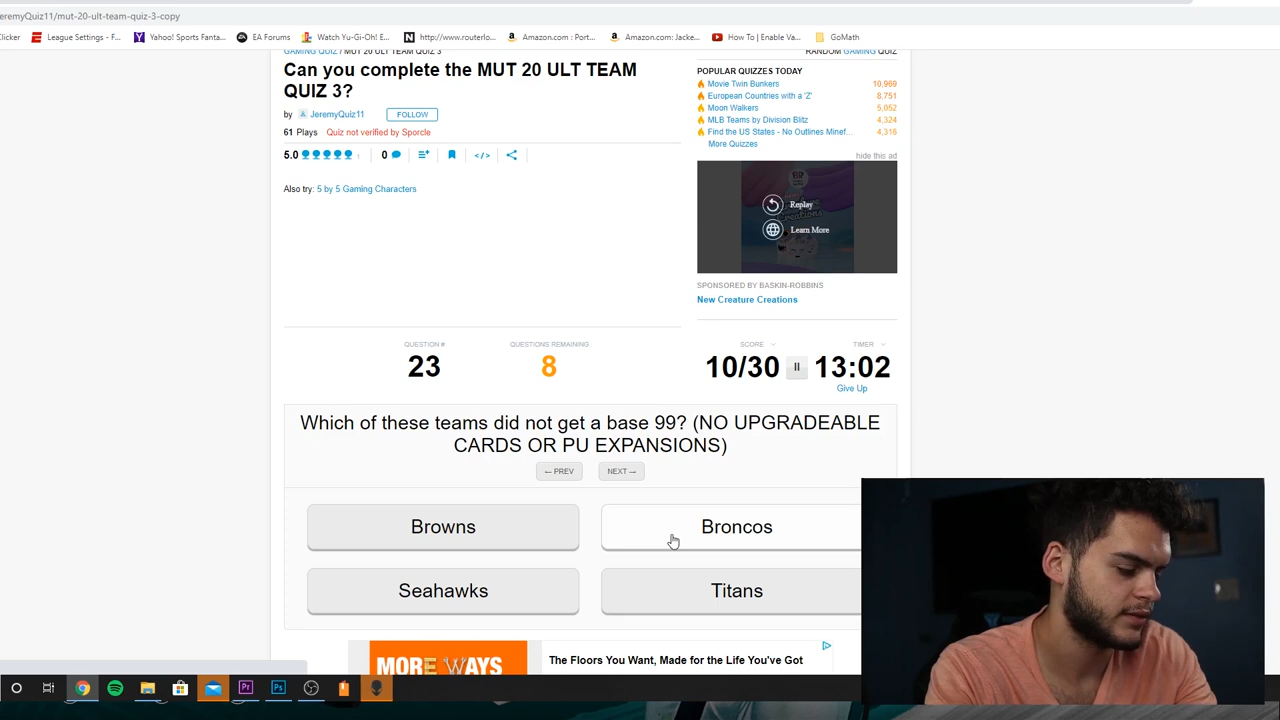 eremyQuiz11/mut-20-ult-team-quiz-3-copy
licker
League Settings - F...
Yahoo! Sports Fanta...
EA Forums
Watch Yu-Gi-Oh! E...
http://www.routerlo...
Amazon.com : Port...
Amazon.com: Jacke...
How To | Enable Va...
GoMath
GAMING QUIZ / MUT 20 ULT TEAM QUIZ 3
RANDOM GAMING QUIZ
Can you complete the MUT 20 ULT TEAM
QUIZ 3?
by JeremyQuiz11 FOLLOW
61 Plays Quiz not verified by Sporcle
5.0 0 </>
Also try: 5 by 5 Gaming Characters
POPULAR QUIZZES TODAY
Movie Twin Bunkers 10,969
European Countries with a 'Z' 8,751
Moon Walkers 5,052
MLB Teams by Division Blitz 4,324
Find the US States - No Outlines Minef... 4,316
More Quizzes
hide this ad
Replay
Learn More
SPONSORED BY BASKIN-ROBBINS
New Creature Creations
QUESTION # QUESTIONS REMAINING SCORE TIMER
23 8 10/30 13:02
Give Up
Which of these teams did not get a base 99? (NO UPGRADEABLE
CARDS OR PU EXPANSIONS)
← PREV NEXT →
Browns Broncos
Seahawks Titans
MORE WAYS
The Floors You Want, Made for the Life You've Got
Pr
Ps